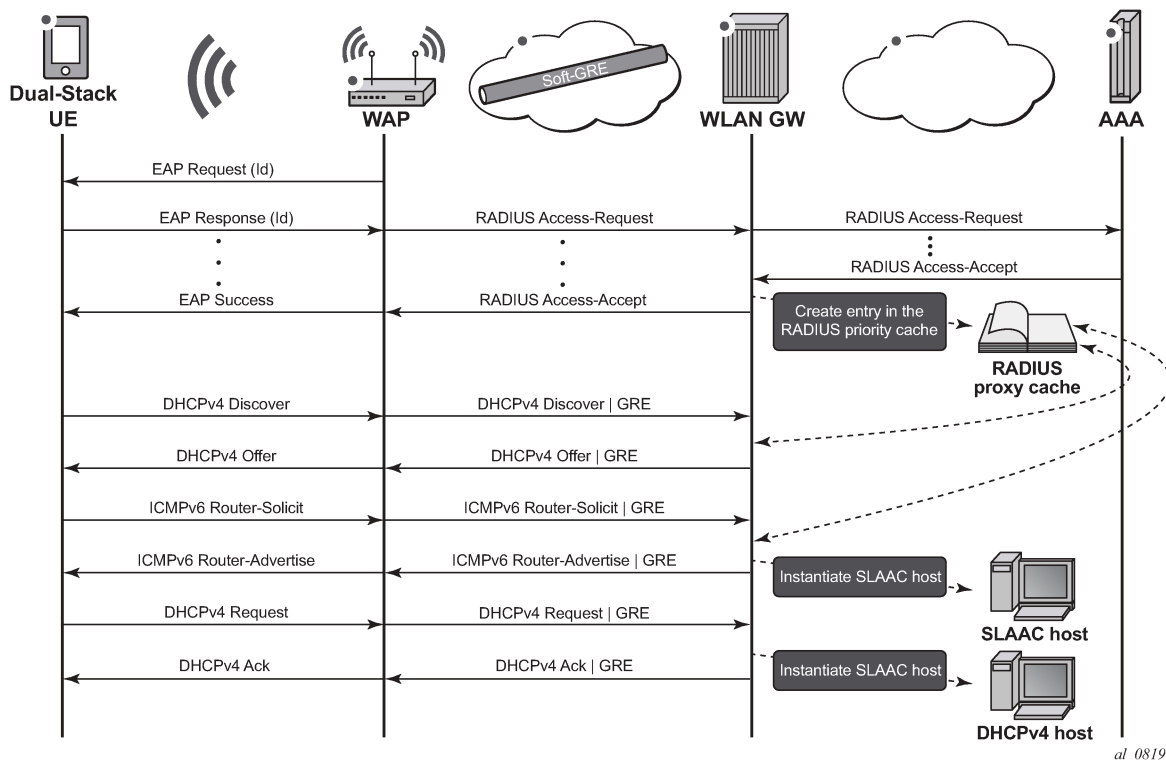 Soft-GRE
Dual-Stack
UE
WAP
WLAN GW
AAA
EAP Request (Id)
EAP Response (Id)
RADIUS Access-Request
RADIUS Access-Request
RADIUS Access-Accept
EAP Success
RADIUS Access-Accept
Create entry in the
RADIUS priority cache
RADIUS
proxy cache
DHCPv4 Discover
DHCPv4 Discover | GRE
DHCPv4 Offer
DHCPv4 Offer | GRE
ICMPv6 Router-Solicit
ICMPv6 Router-Solicit | GRE
ICMPv6 Router-Advertise
ICMPv6 Router-Advertise | GRE
Instantiate SLAAC host
SLAAC host
DHCPv4 Request
DHCPv4 Request | GRE
DHCPv4 Ack
DHCPv4 Ack | GRE
Instantiate SLAAC host
DHCPv4 host
al_0819